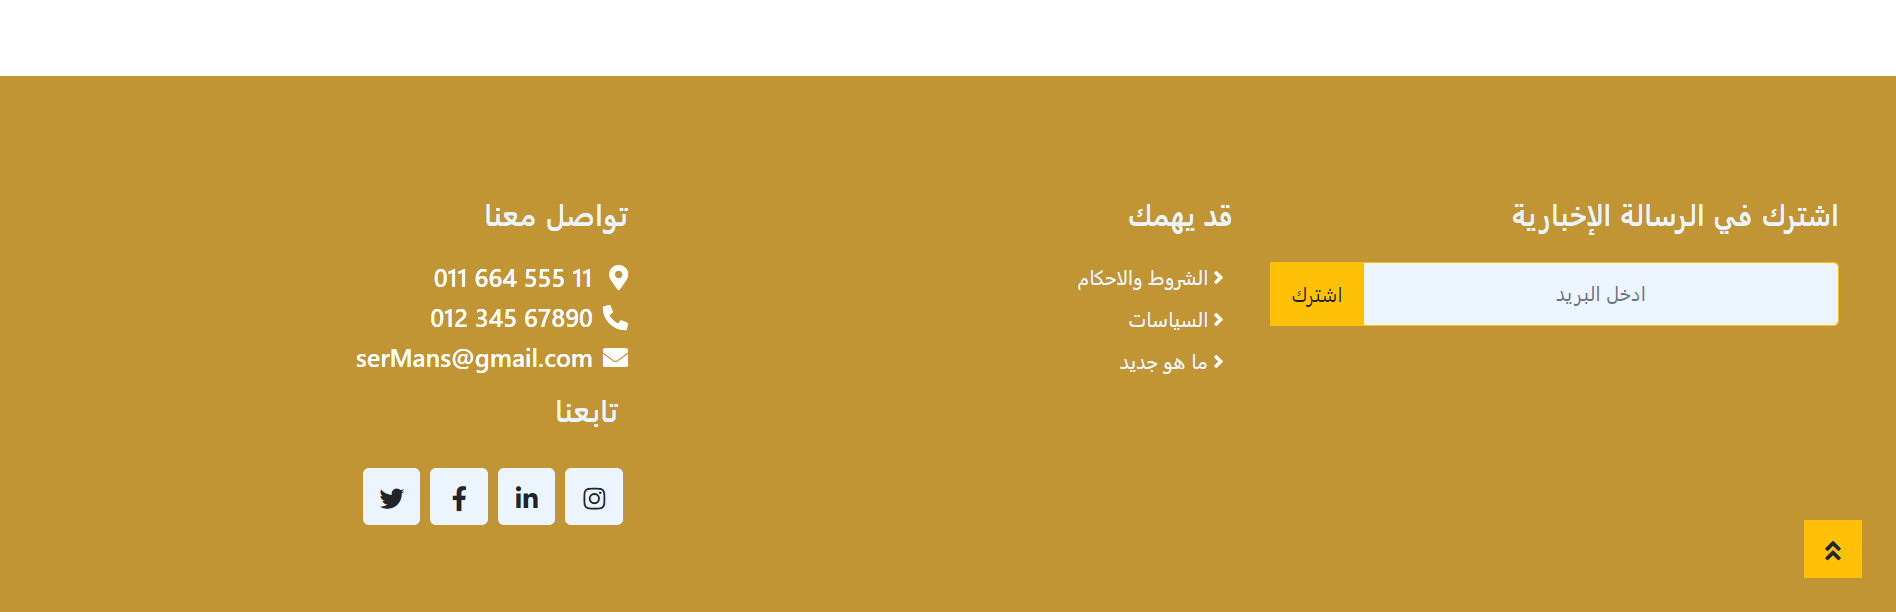 اشترك في الرسالة الإخبارية
ادخل البريد
اشترك
قد يهمك
الشروط والاحكام
السياسات
ما هو جديد
تواصل معنا
011 664 555 11
012 345 67890
serMans@gmail.com
تابعنا